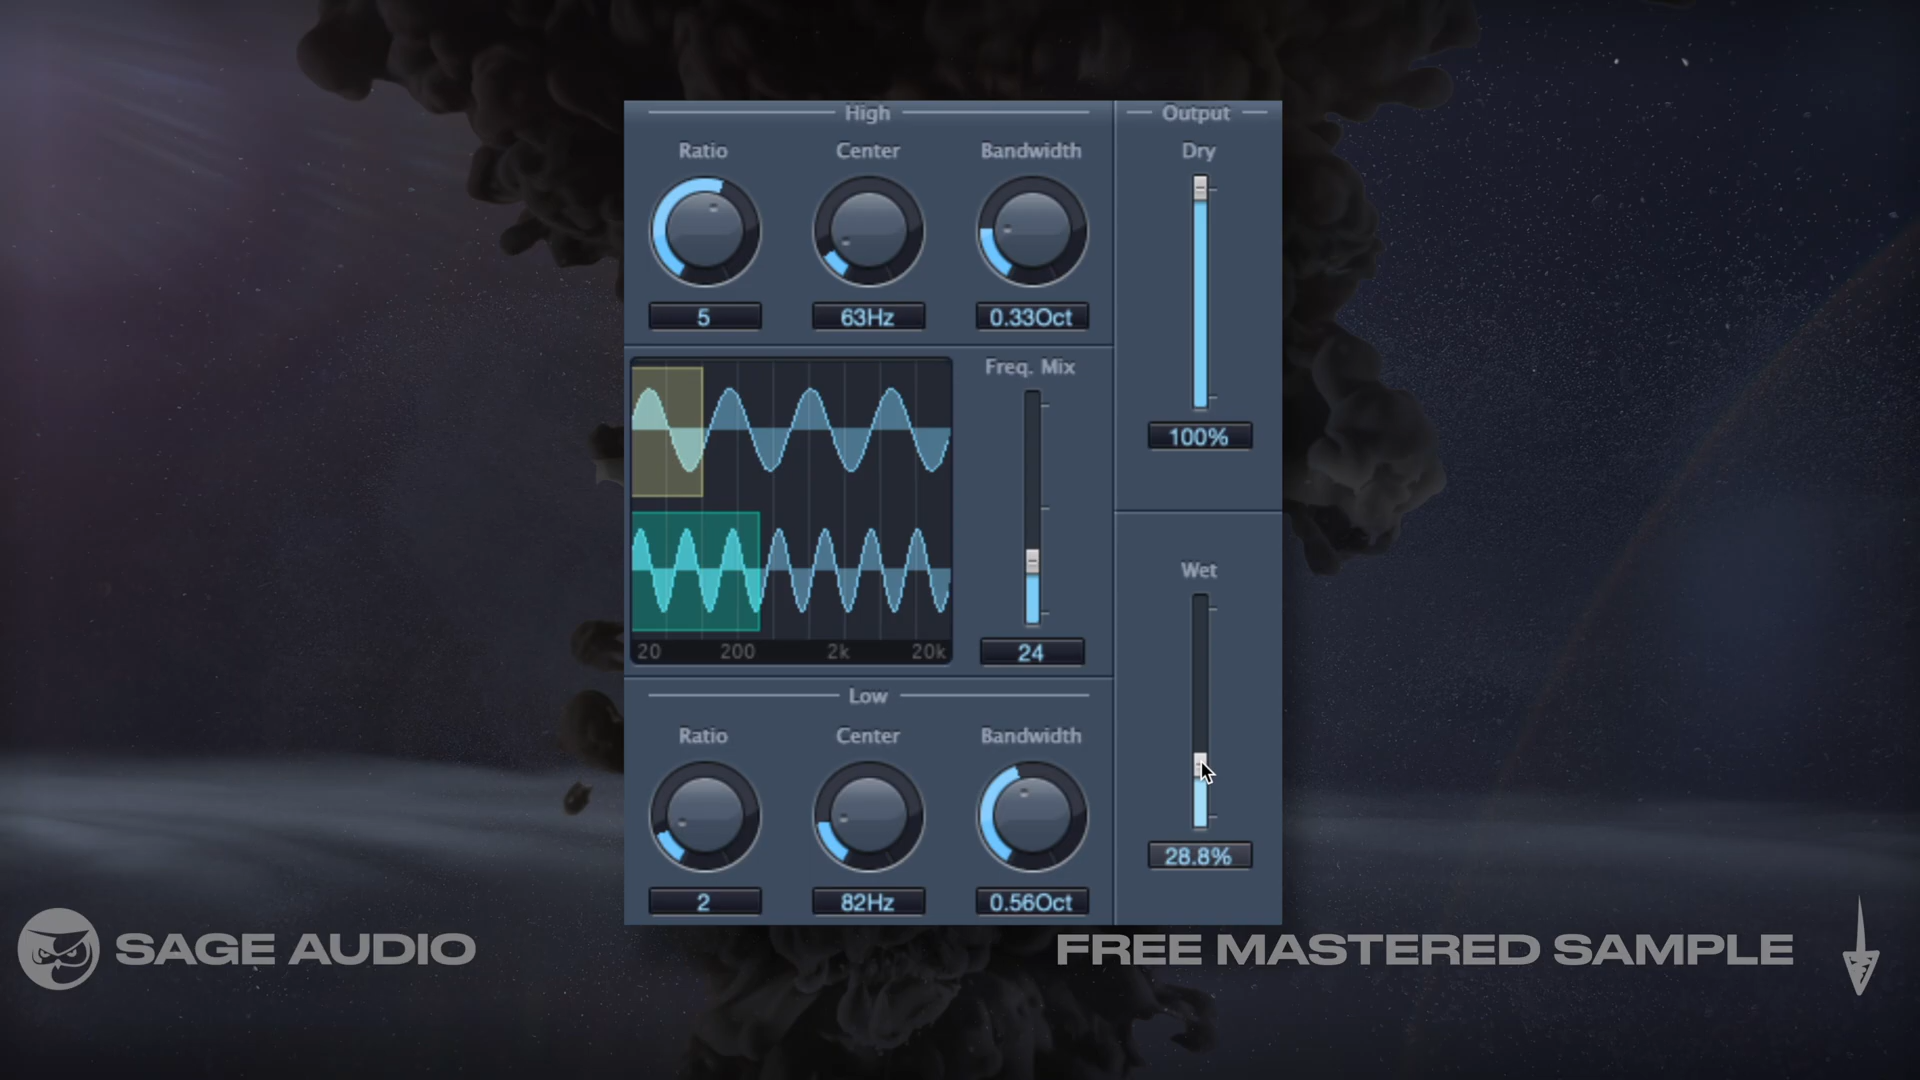 High
Output
Ratio
Center
Bandwidth
Dry
5
63Hz
0.33Oct
Freq. Mix
100%
Wet
20
200
2k
20k
24
Low
Ratio
Center
Bandwidth
28.8%
2
82Hz
0.56Oct
SAGE AUDIO
FREE MASTERED SAMPLE